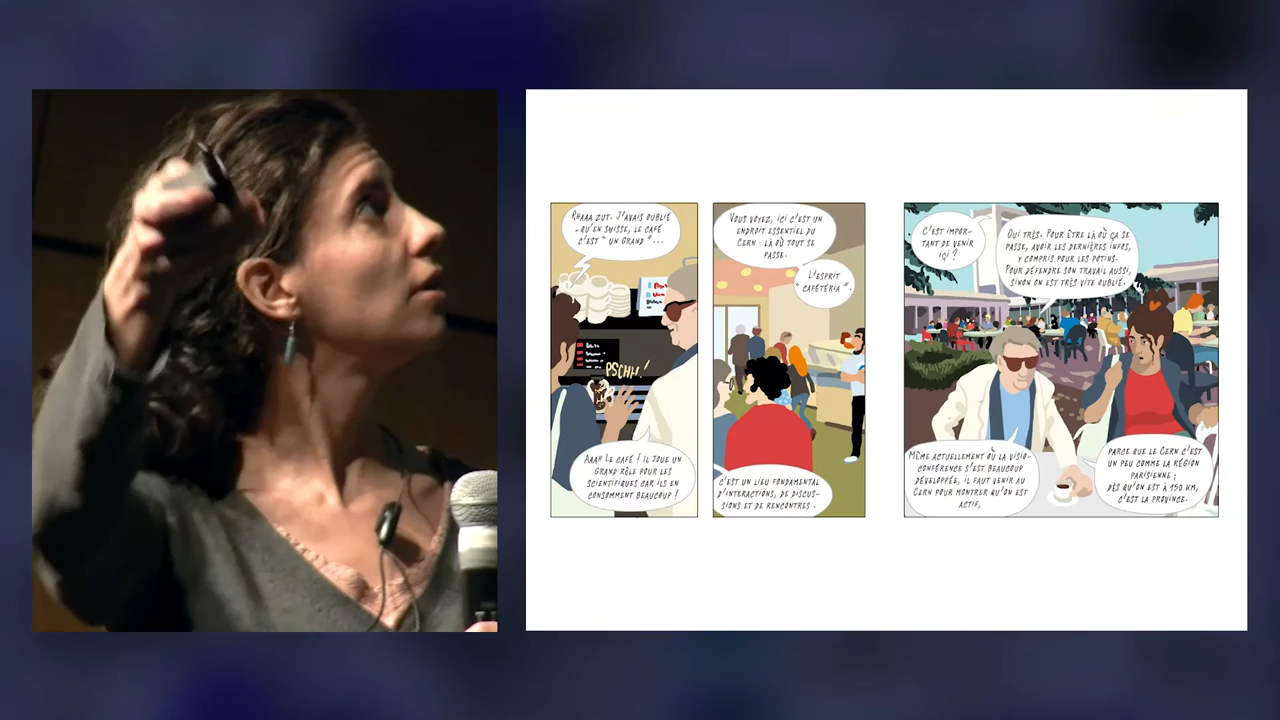 Rhaaa zut. J'avais oublié
qu'en Suisse, le café
c'est "un grand"...
PSCHH!
Aaah le café ! Il joue un
grand rôle pour les
scientifiques car ils en
consomment beaucoup !
Vous voyez, ici c'est un
endroit essentiel du
CERN : là où tout se
passe.
L'esprit
"cafétéria".
C'est un lieu fondamental
d'interactions, de discus-
sions et de rencontres.
C'est impor-
tant de venir
ici ?
Oui très. Pour être là où ça se
passe, avoir les dernières infos,
y compris pour les potins.
Pour défendre son travail aussi,
sinon on est très vite oublié.
Même actuellement où la visio-
conférence s'est beaucoup
développée, il faut venir au
CERN pour montrer qu'on est
actif,
parce que le CERN c'est
un peu comme la région
parisienne ;
dès qu'on est à 150 km,
c'est la province.